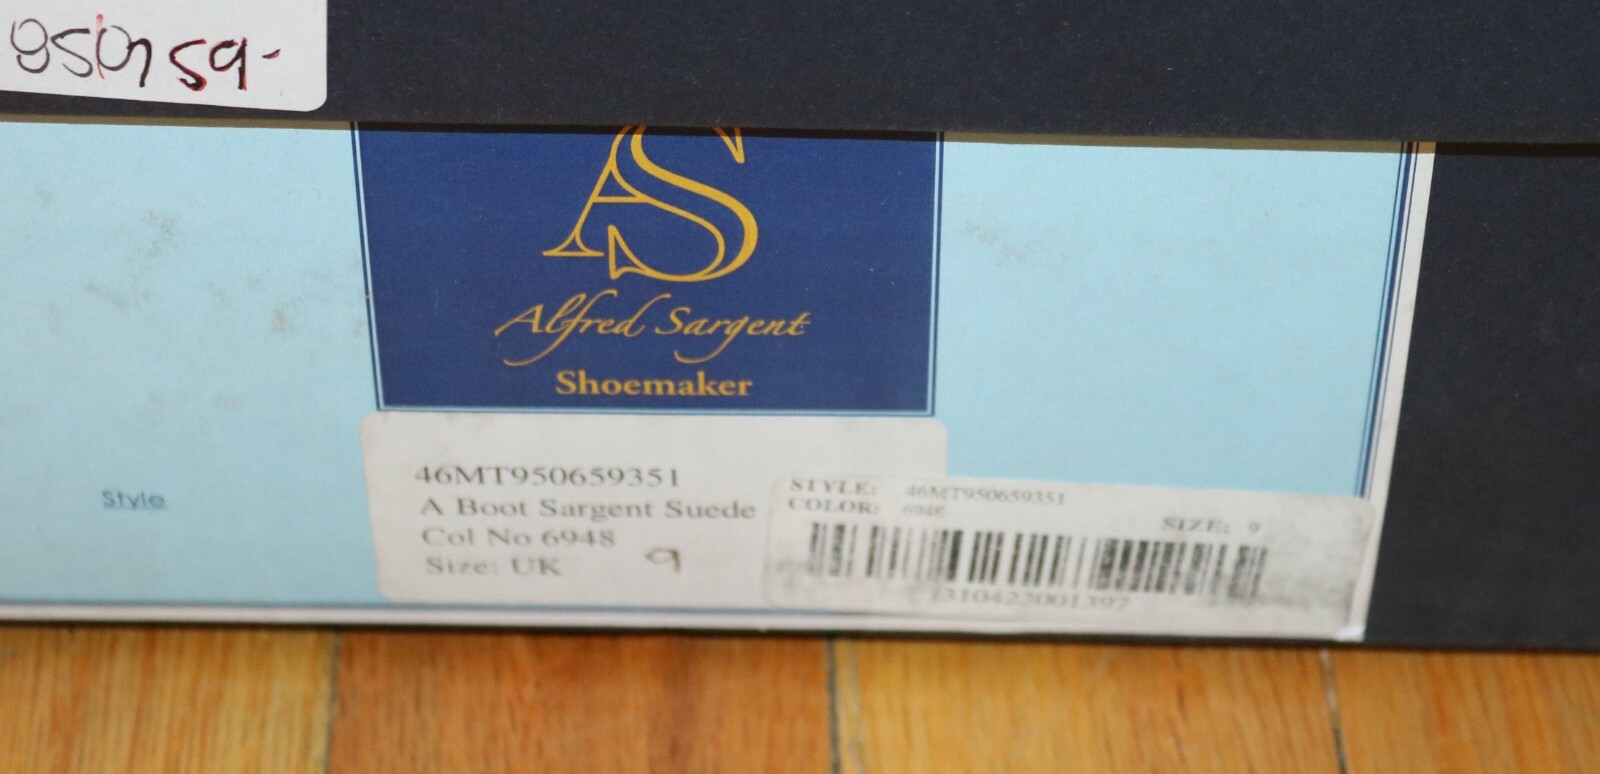 AS
Alfred Sargent
Shoemaker
Style
46MT950659351
A Boot Sargent Suede
Col No 6948
Size: UK 9
STYLE: 46MT950659351
COLOR: 6948
SIZE: 9
7310422001397